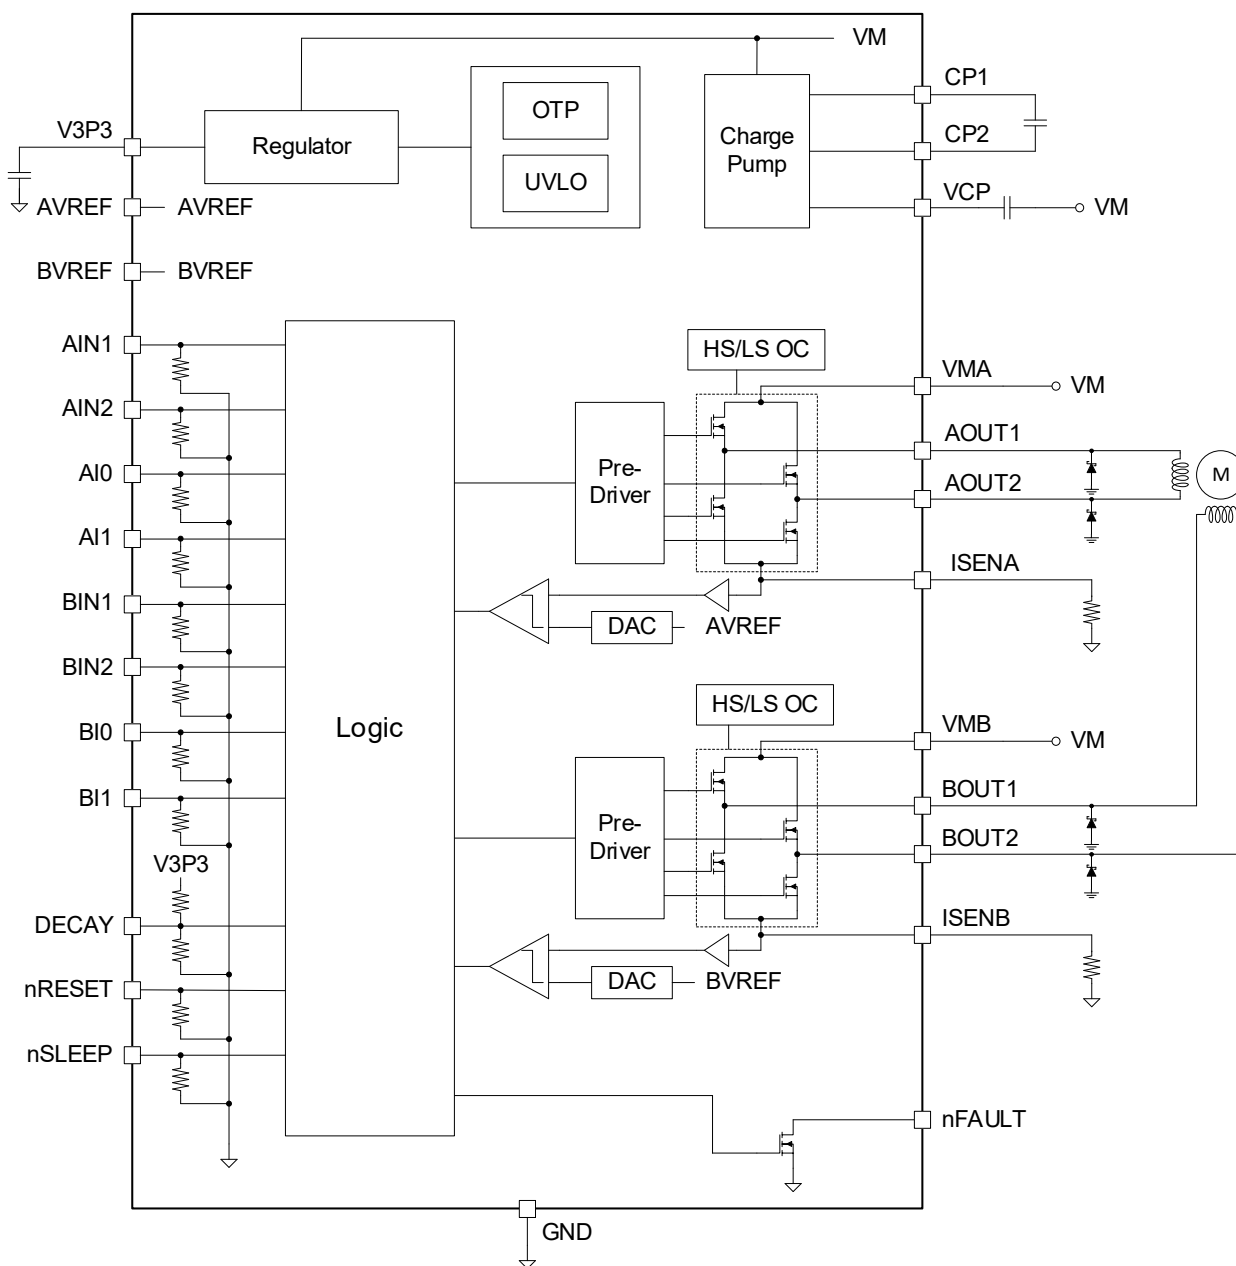 VM
CP1
V3P3
OTP
Regulator
Charge
Pump
CP2
UVLO
VCP
VM
AVREF
AVREF
BVREF
BVREF
AIN1
HS/LS OC
VMA
VM
AIN2
AOUT1
AI0
Pre-
Driver
AOUT2
M
AI1
ISENA
BIN1
DAC
AVREF
BIN2
HS/LS OC
Logic
BI0
VMB
VM
BI1
BOUT1
Pre-
Driver
BOUT2
V3P3
DECAY
ISENB
nRESET
DAC
BVREF
nSLEEP
nFAULT
GND